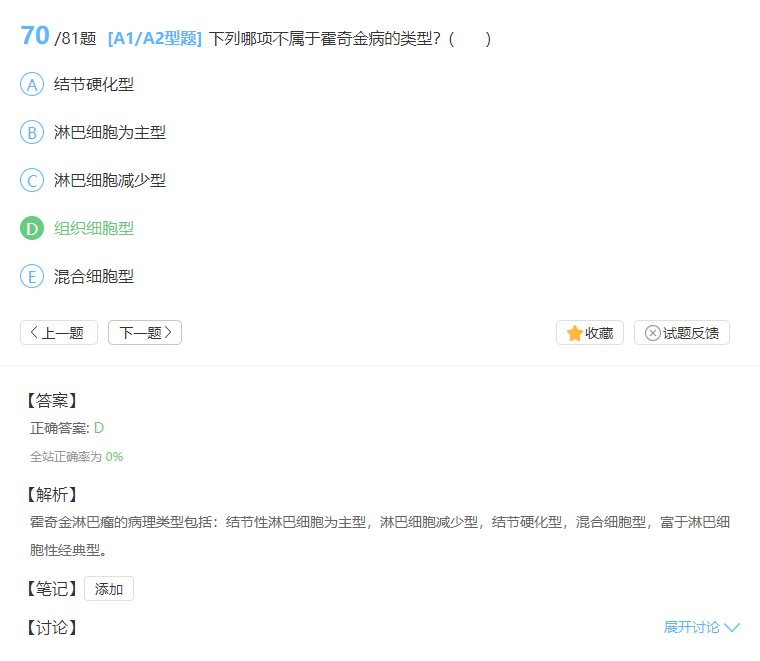 70 /81题 [A1/A2型题] 下列哪项不属于霍奇金病的类型？(　　)
A 结节硬化型
B 淋巴细胞为主型
C 淋巴细胞减少型
D 组织细胞型
E 混合细胞型
上一题 下一题 收藏 试题反馈
【答案】
正确答案: D
全站正确率为 0%
【解析】
霍奇金淋巴瘤的病理类型包括：结节性淋巴细胞为主型，淋巴细胞减少型，结节硬化型，混合细胞型，富于淋巴细
胞性经典型。
【笔记】 添加
【讨论】 展开讨论